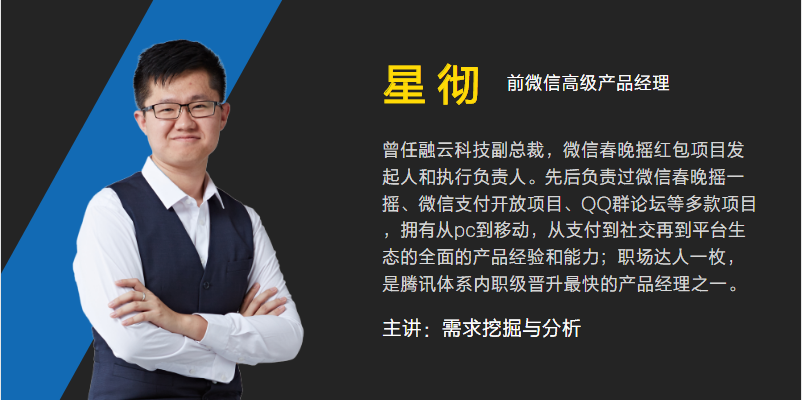 星彻 前微信高级产品经理
曾任融云科技副总裁，微信春晚摇红包项目发
起人和执行负责人。先后负责过微信春晚摇一
摇、微信支付开放项目、QQ群论坛等多款项目
，拥有从pc到移动，从支付到社交再到平台生
态的全面的产品经验和能力；职场达人一枚，
是腾讯体系内职级晋升最快的产品经理之一。
主讲：需求挖掘与分析